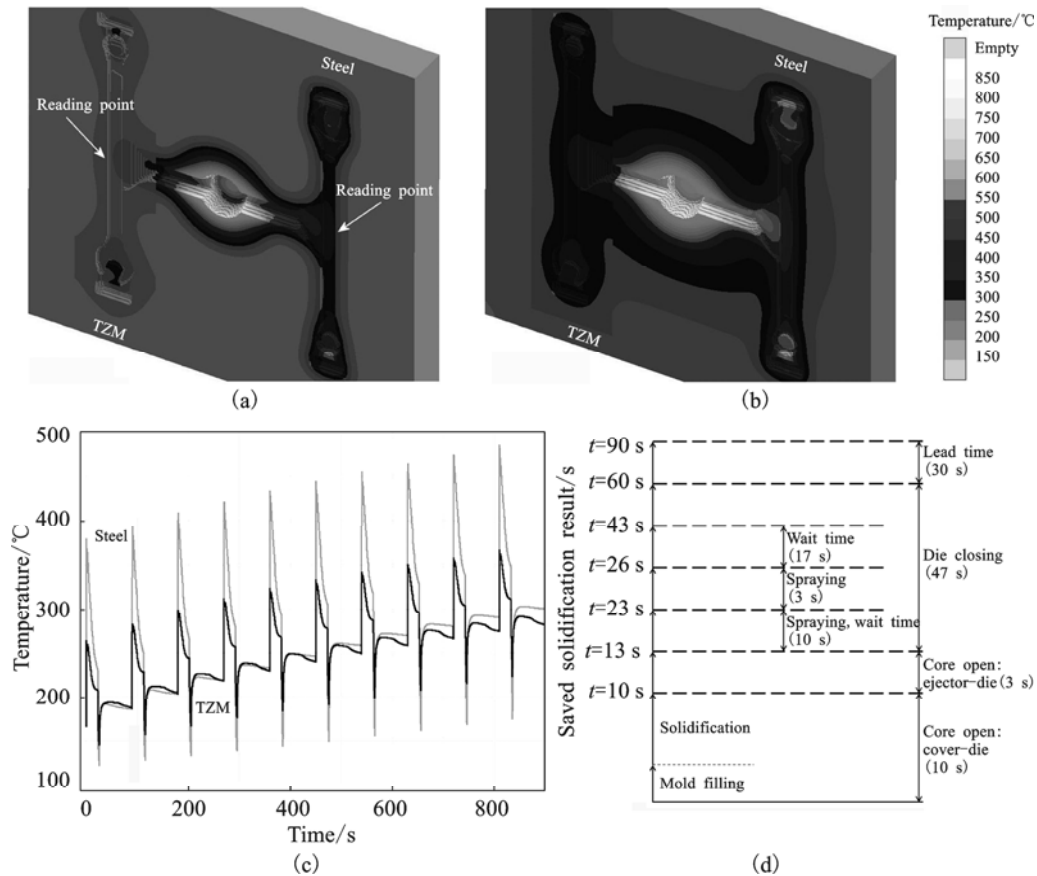 Temperature/℃
Empty
850
800
750
700
650
600
550
500
450
400
350
300
250
200
150
Steel
Reading point
Reading point
TZM
(a)
Steel
TZM
(b)
500
400
300
200
100
Temperature/℃
Steel
TZM
0
200
400
600
800
Time/s
(c)
Saved solidification result/s
t=90 s
t=60 s
t=43 s
t=26 s
t=23 s
t=13 s
t=10 s
Lead time
(30 s)
Wait time
(17 s)
Die closing
(47 s)
Spraying
(3 s)
Spraying, wait time
(10 s)
Core open:
ejector-die(3 s)
Solidification
Core open:
cover-die
(10 s)
Mold filling
(d)